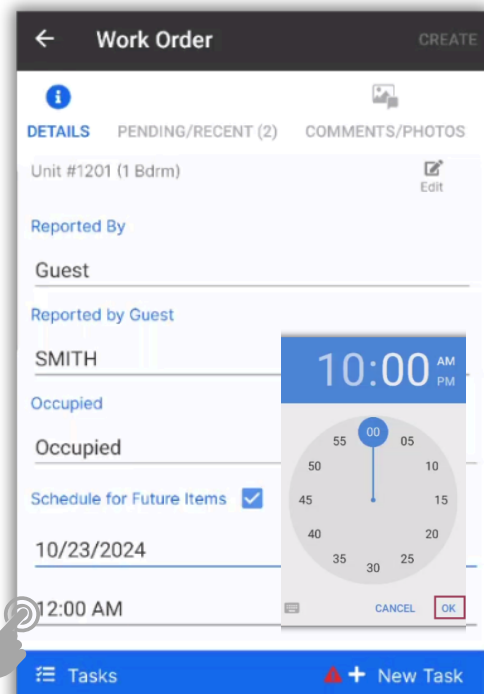 Work Order CREATE
DETAILS PENDING/RECENT (2) COMMENTS/PHOTOS
Unit #1201 (1 Bdrm)
Edit
Reported By
Guest
Reported by Guest
SMITH
Occupied
Occupied
Schedule for Future Items
10/23/2024
12:00 AM
10:00 AM
PM
00
05
10
15
20
25
30
35
40
45
50
55
CANCEL OK
Tasks New Task